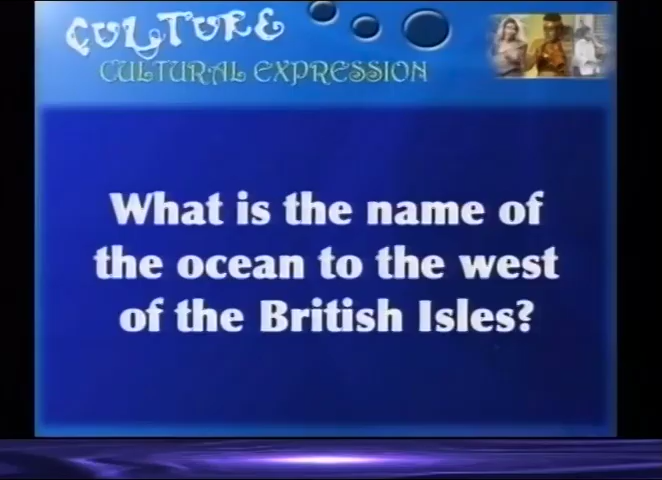 CULTURE
CULTURAL EXPRESSION
What is the name of
the ocean to the west
of the British Isles?